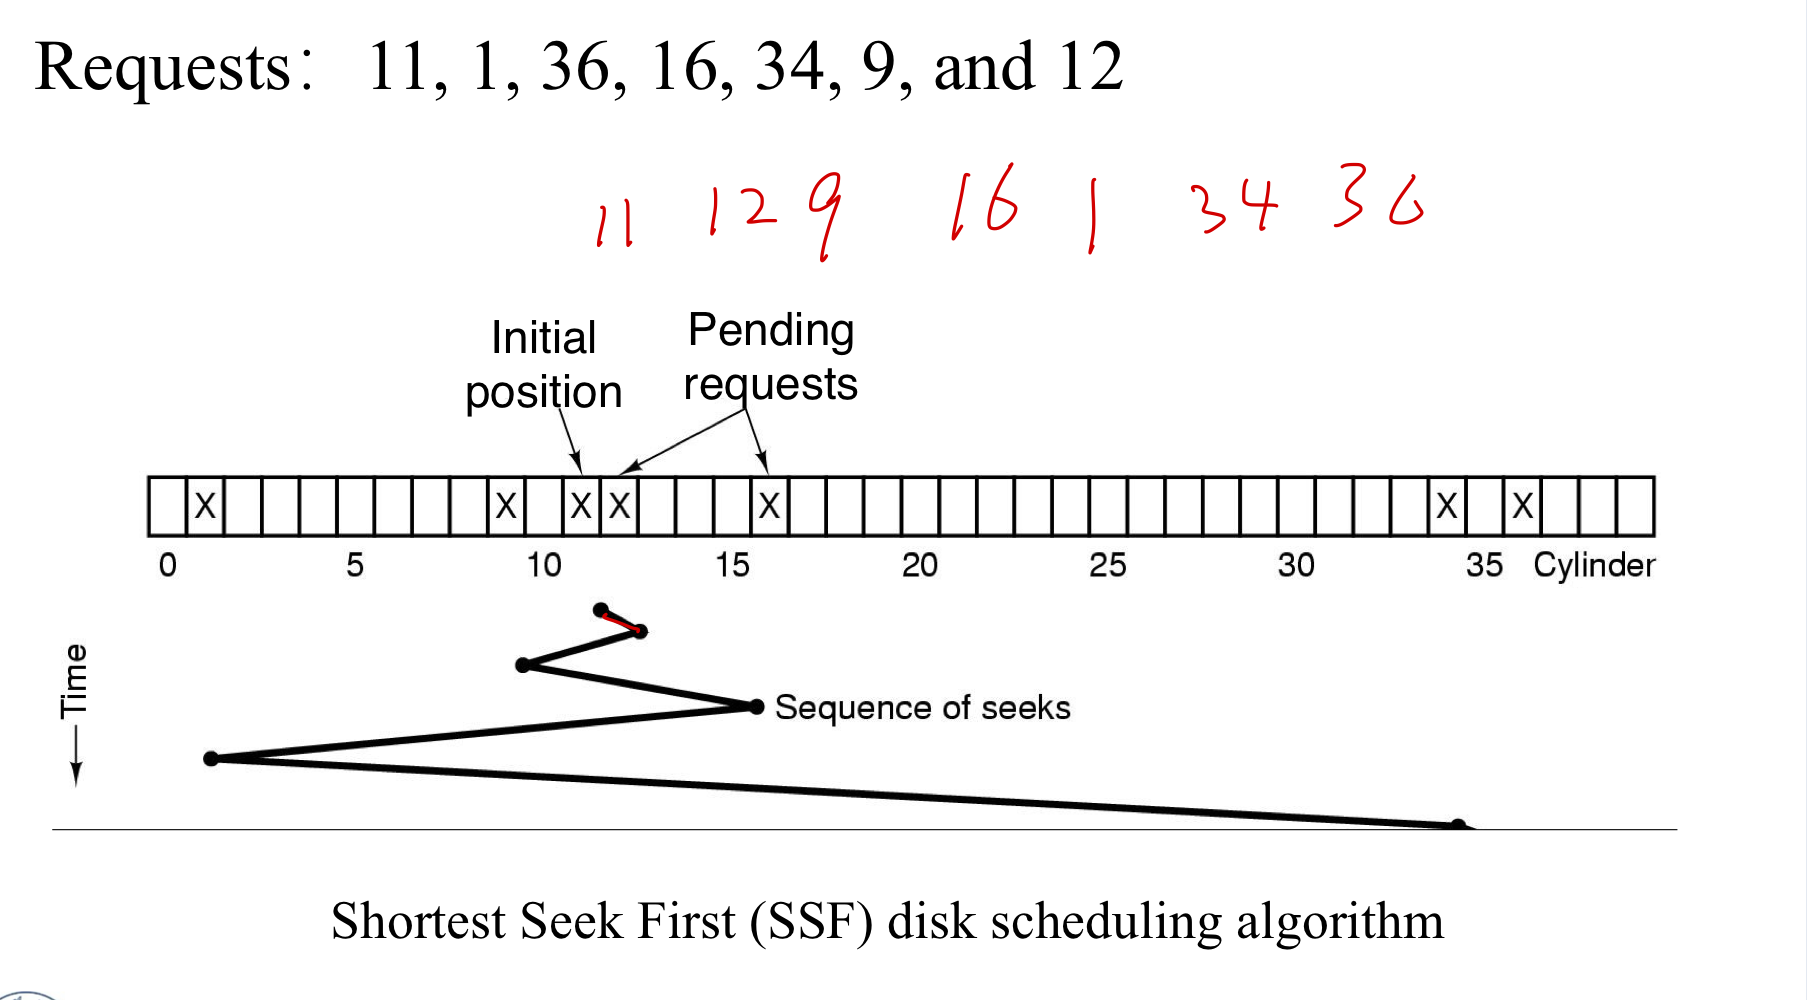 Requests: 11, 1, 36, 16, 34, 9, and 12
11 12 9 16 1 34 36
Initial
position
Pending
requests
X X X X X X X
0 5 10 15 20 25 30 35 Cylinder
Time
Sequence of seeks
Shortest Seek First (SSF) disk scheduling algorithm